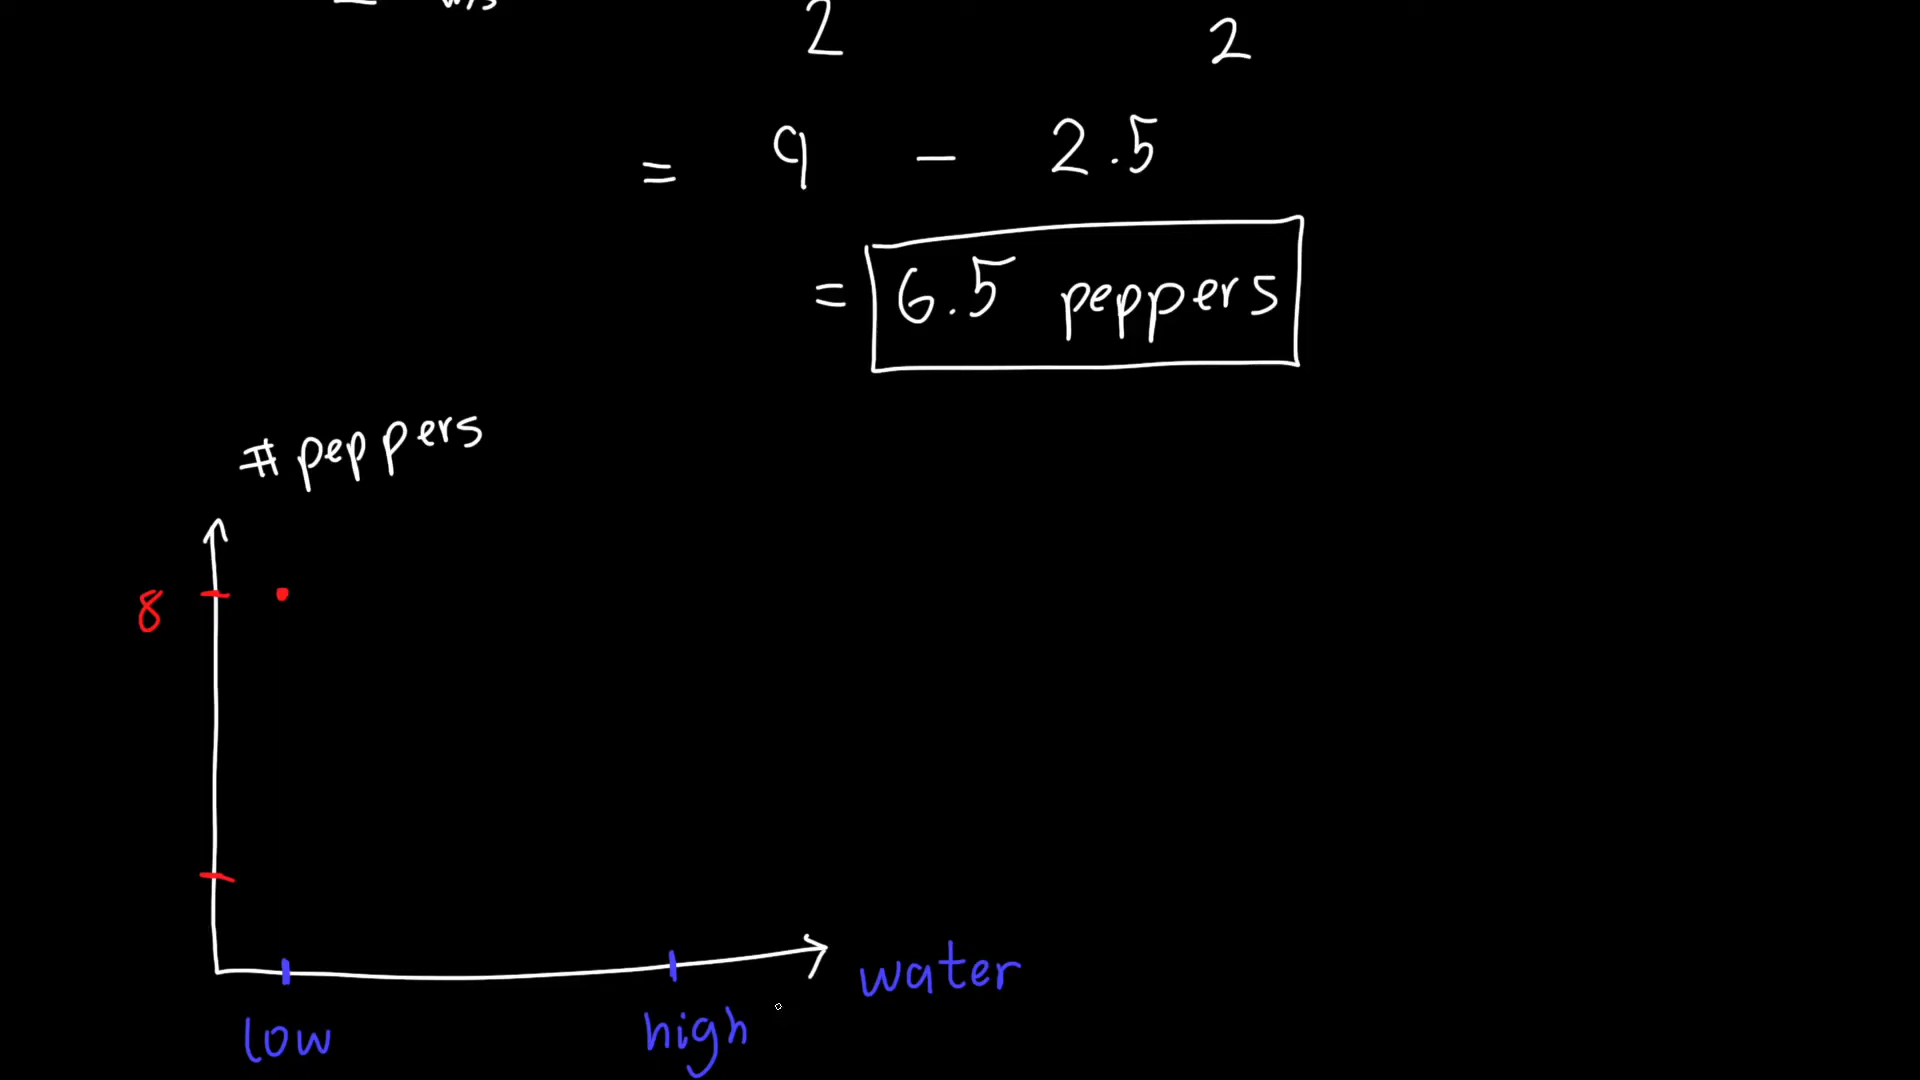 2 2
= 9 - 2.5
= 6.5 peppers
# peppers
8
water
low high